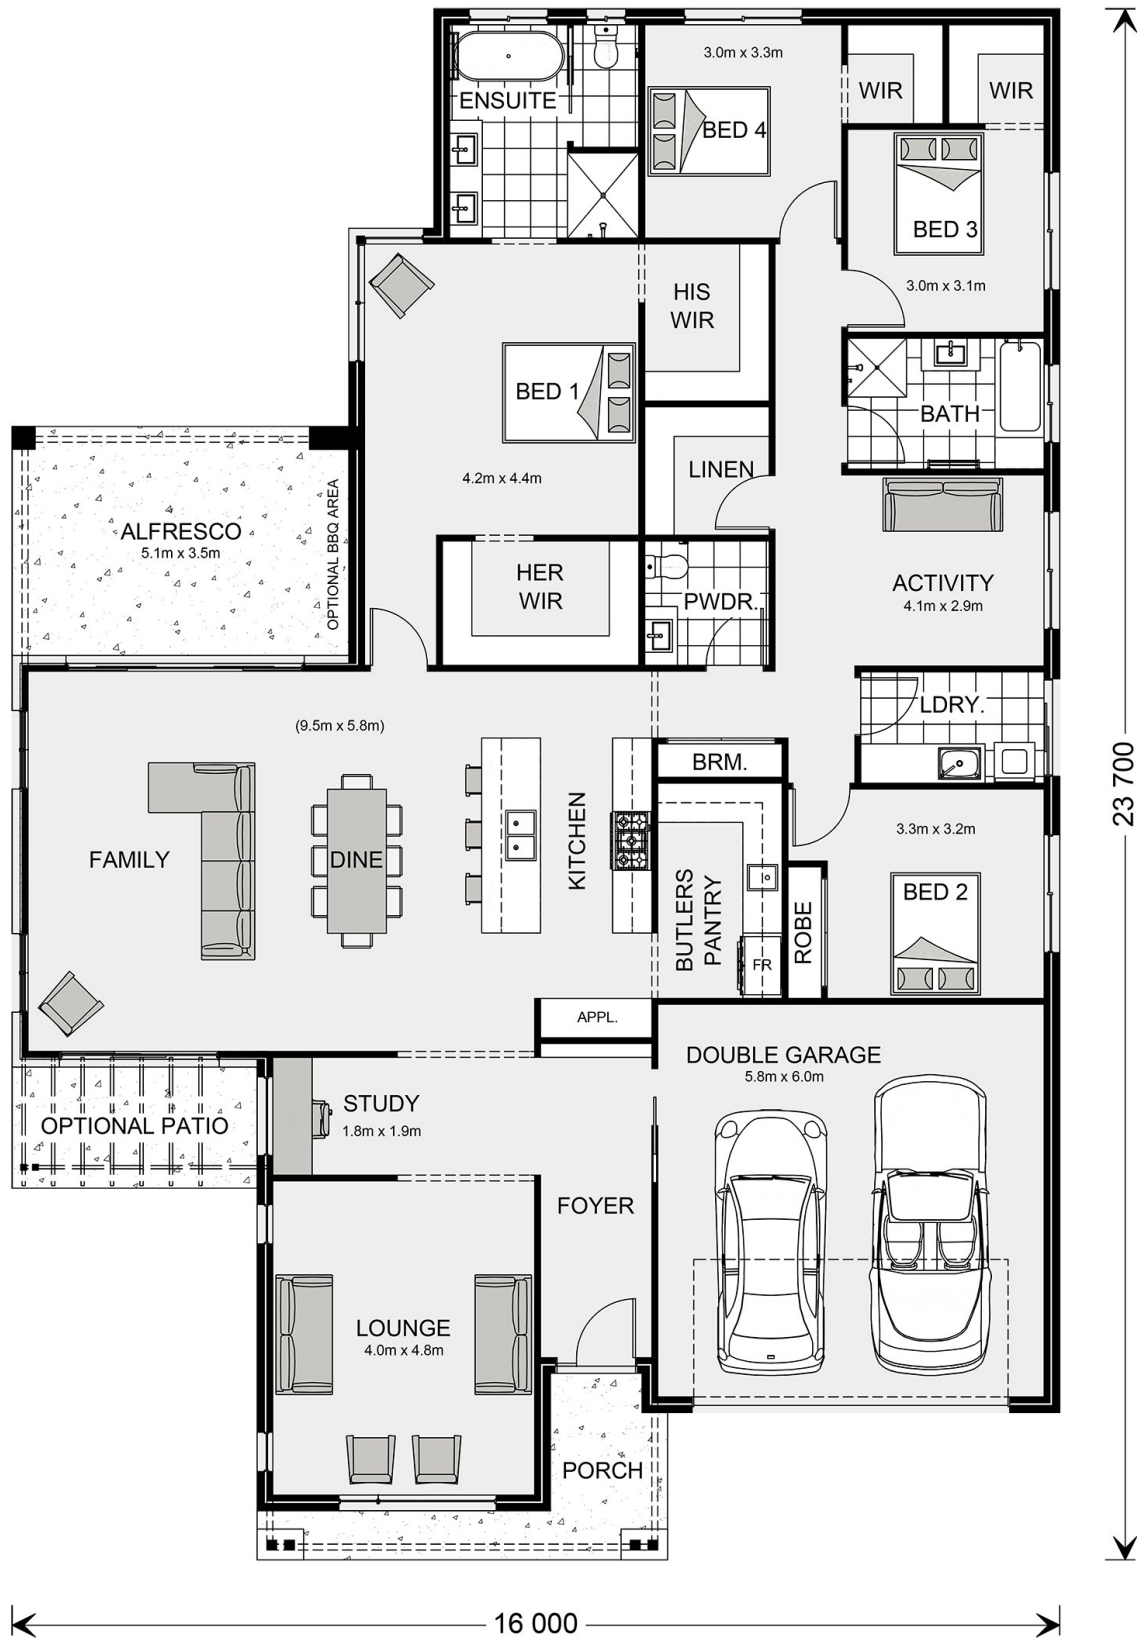 3.0m x 3.3m
WIR
WIR
ENSUITE
BED 4
BED 3
3.0m x 3.1m
HIS
WIR
BED 1
4.2m x 4.4m
BATH
LINEN
ALFRESCO
5.1m x 3.5m
OPTIONAL BBQ AREA
HER
WIR
PWDR.
ACTIVITY
4.1m x 2.9m
LDRY.
(9.5m x 5.8m)
BRM.
23 700
3.3m x 3.2m
FAMILY
DINE
KITCHEN
BUTLERS
PANTRY
ROBE
BED 2
FR
APPL.
DOUBLE GARAGE
5.8m x 6.0m
STUDY
1.8m x 1.9m
OPTIONAL PATIO
FOYER
LOUNGE
4.0m x 4.8m
PORCH
16 000